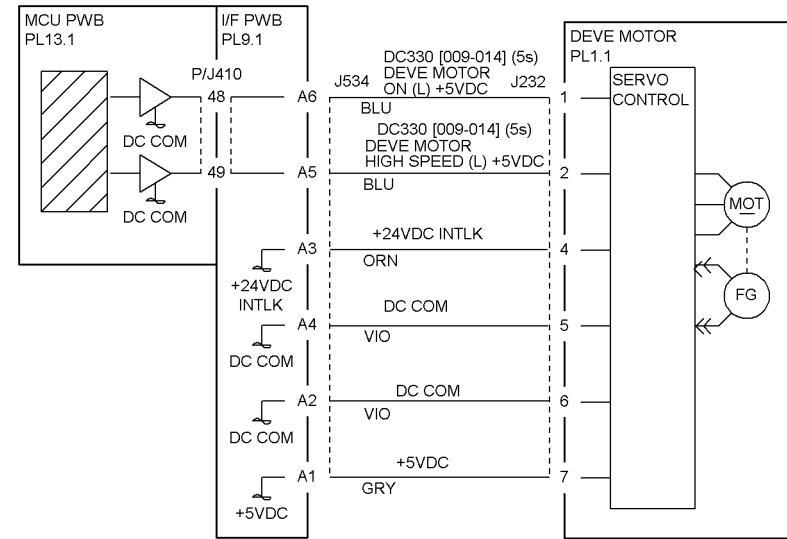 MCU PWB
PL13.1
I/F PWB
PL9.1
P/J410
48
49
DC COM
DC COM
A6
A5
A3
+24VDC
INTLK
A4
DC COM
A2
DC COM
A1
+5VDC
J534
DC330 [009-014] (5s)
DEVE MOTOR
ON (L) +5VDC
J232
BLU
DC330 [009-014] (5s)
DEVE MOTOR
HIGH SPEED (L) +5VDC
BLU
+24VDC INTLK
ORN
DC COM
VIO
DC COM
VIO
+5VDC
GRY
DEVE MOTOR
PL1.1
SERVO
CONTROL
1
2
4
5
6
7
MOT
FG